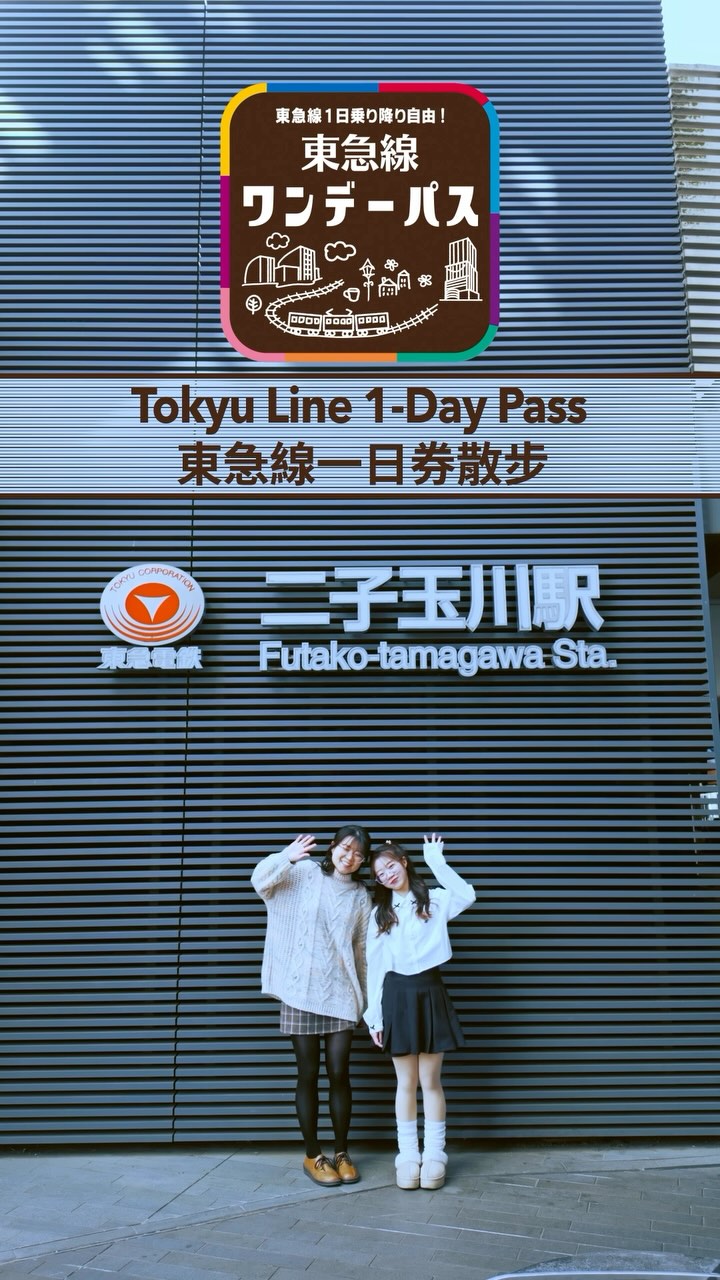 東急線1日乗り降り自由!
東急線
ワンデーパス
Tokyu Line 1-Day Pass
東急線一日券散步
TOKYU CORPORATION
東急電鉄
二子玉川駅
Futako-tamagawa Sta.